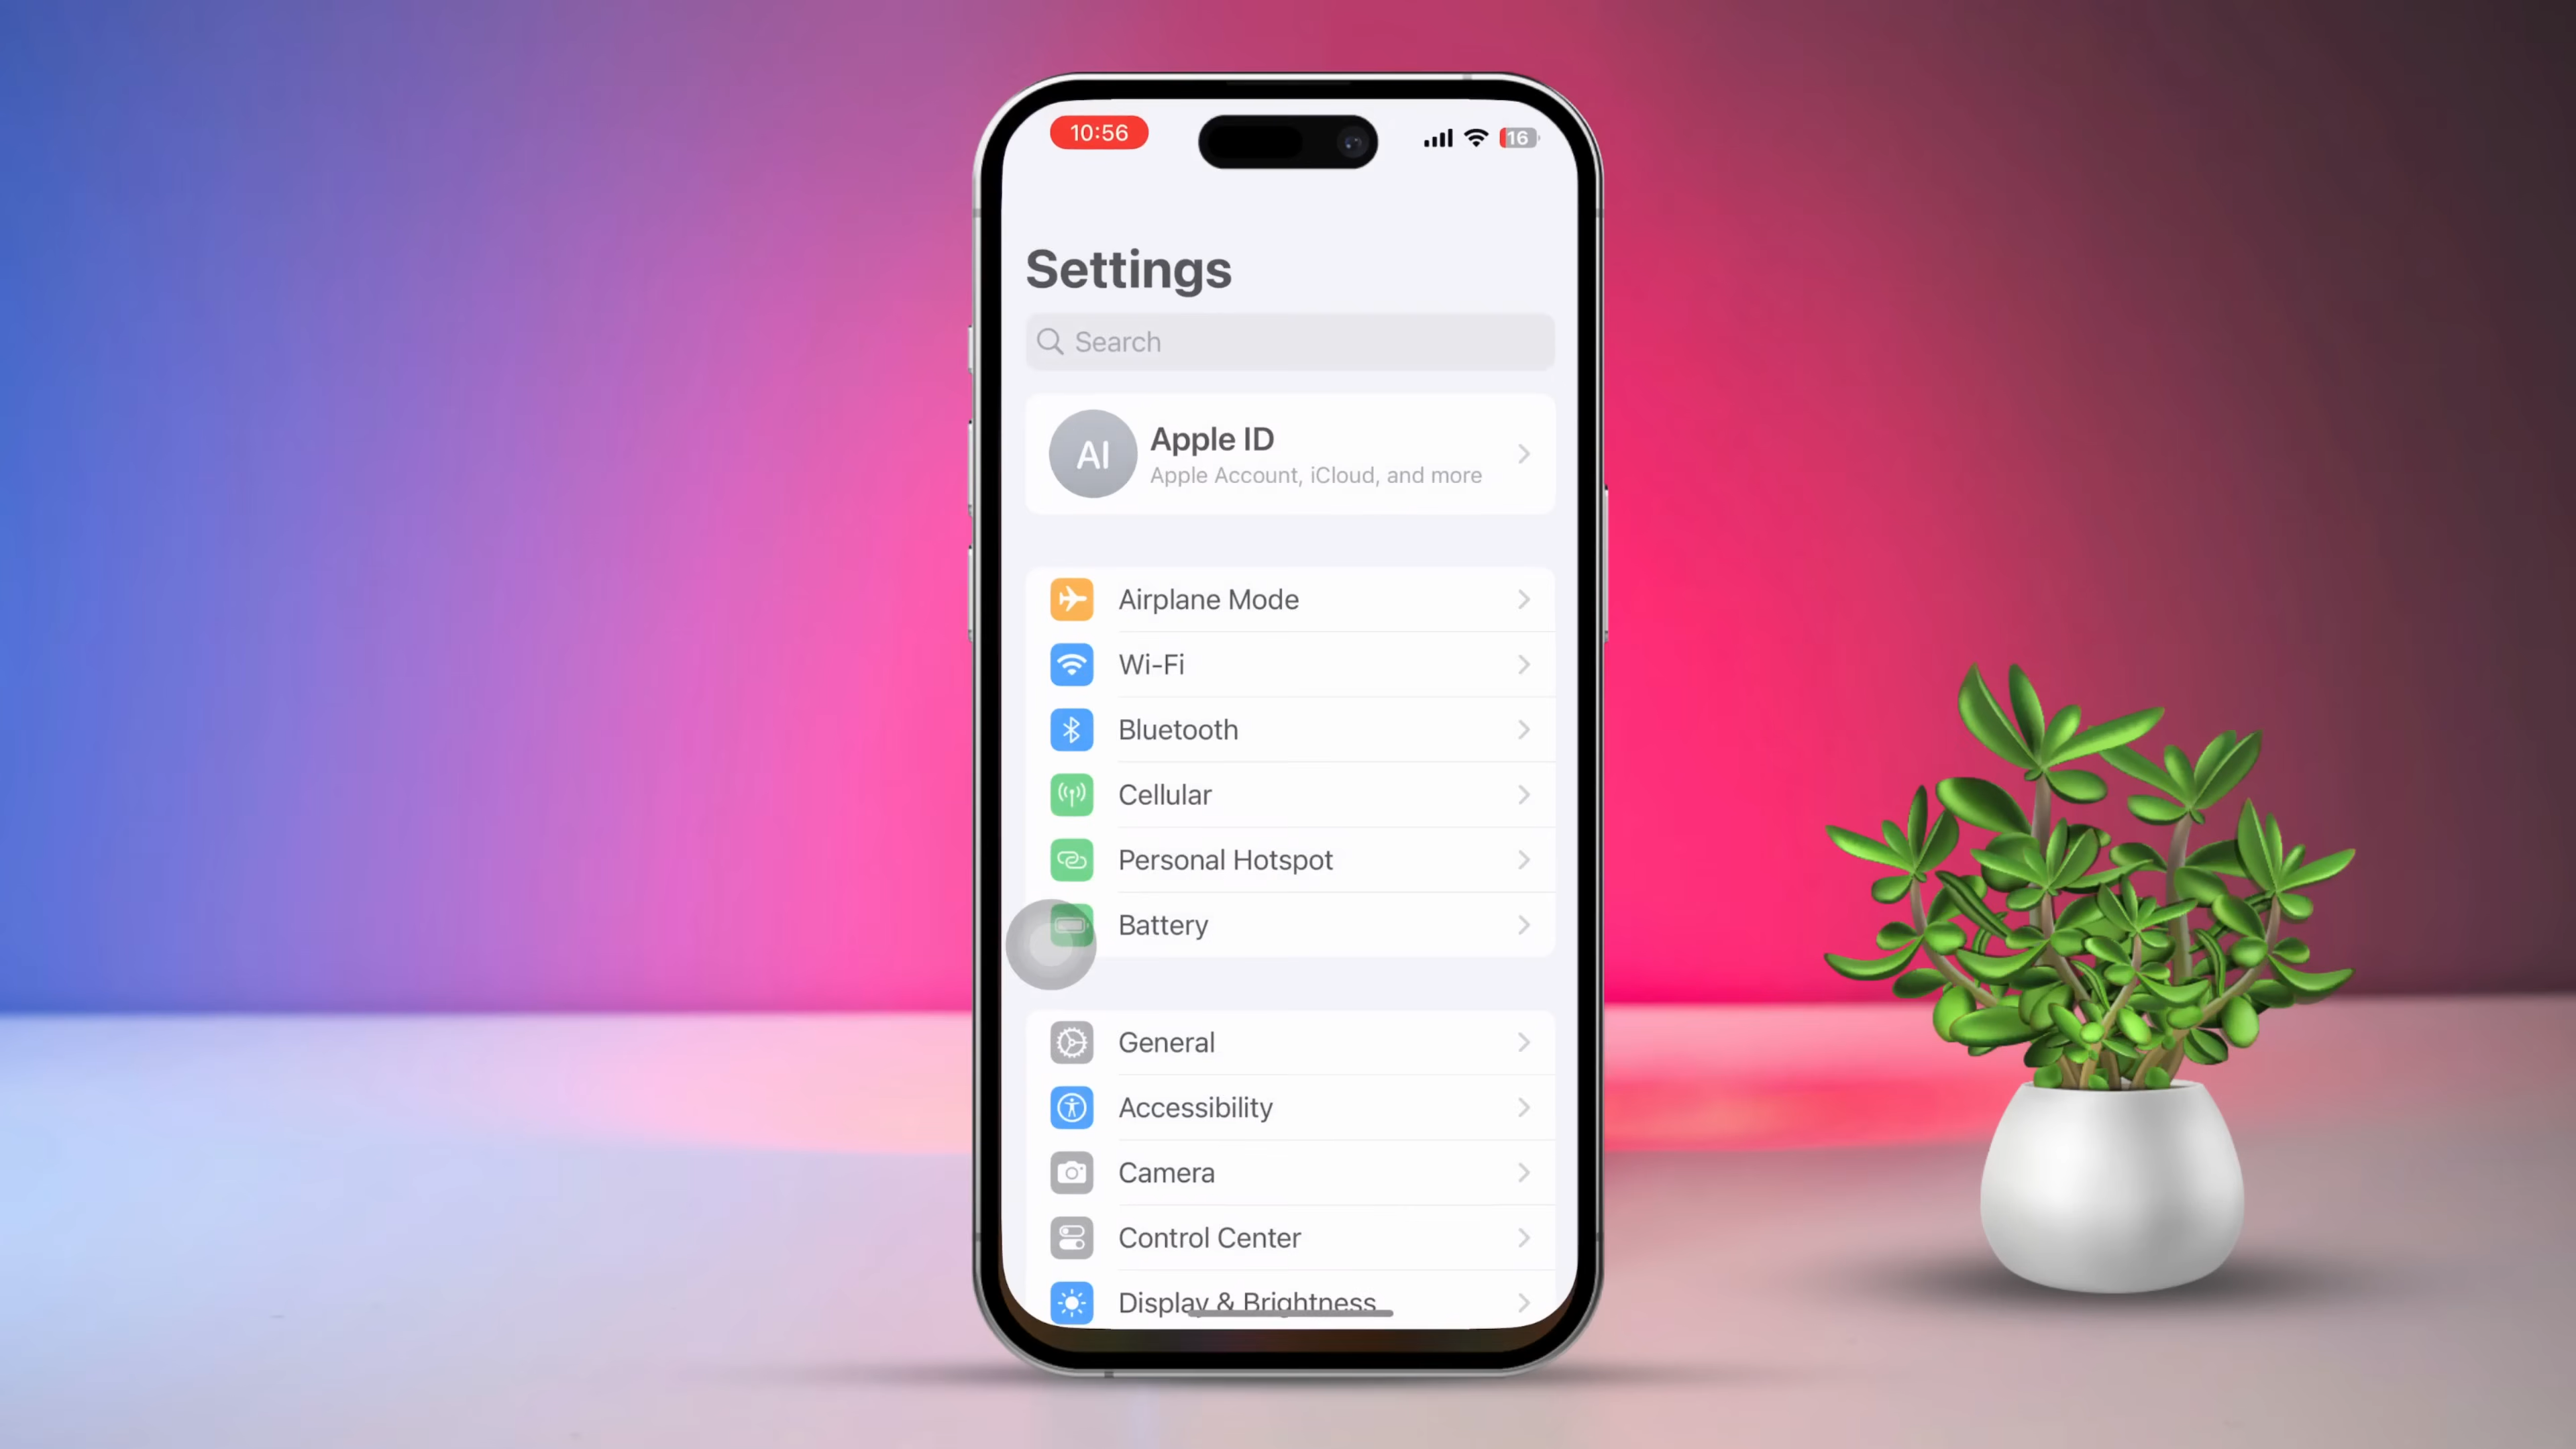 10:56
16
Settings
Search
AI
Apple ID
Apple Account, iCloud, and more
Airplane Mode
Wi-Fi
Bluetooth
Cellular
Personal Hotspot
Battery
General
Accessibility
Camera
Control Center
Display & Brightness